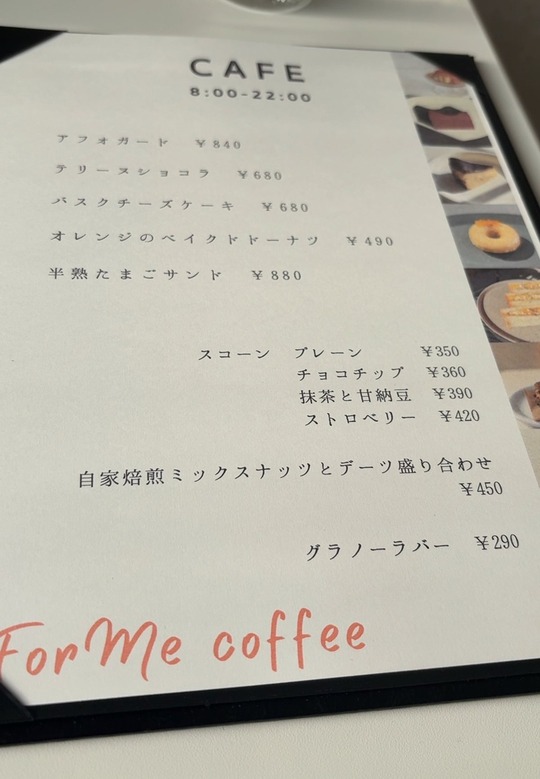 CAFE
8:00-22:00
アフォガード ¥840
テリーヌショコラ ¥680
バスクチーズケーキ ¥680
オレンジのベイクドドーナツ ¥490
半熟たまごサンド ¥880
スコーン プレーン ¥350
チョコチップ ¥360
抹茶と甘納豆 ¥390
ストロベリー ¥420
自家焙煎ミックスナッツとデーツ盛り合わせ
¥450
グラノーラバー ¥290
ForMe coffee